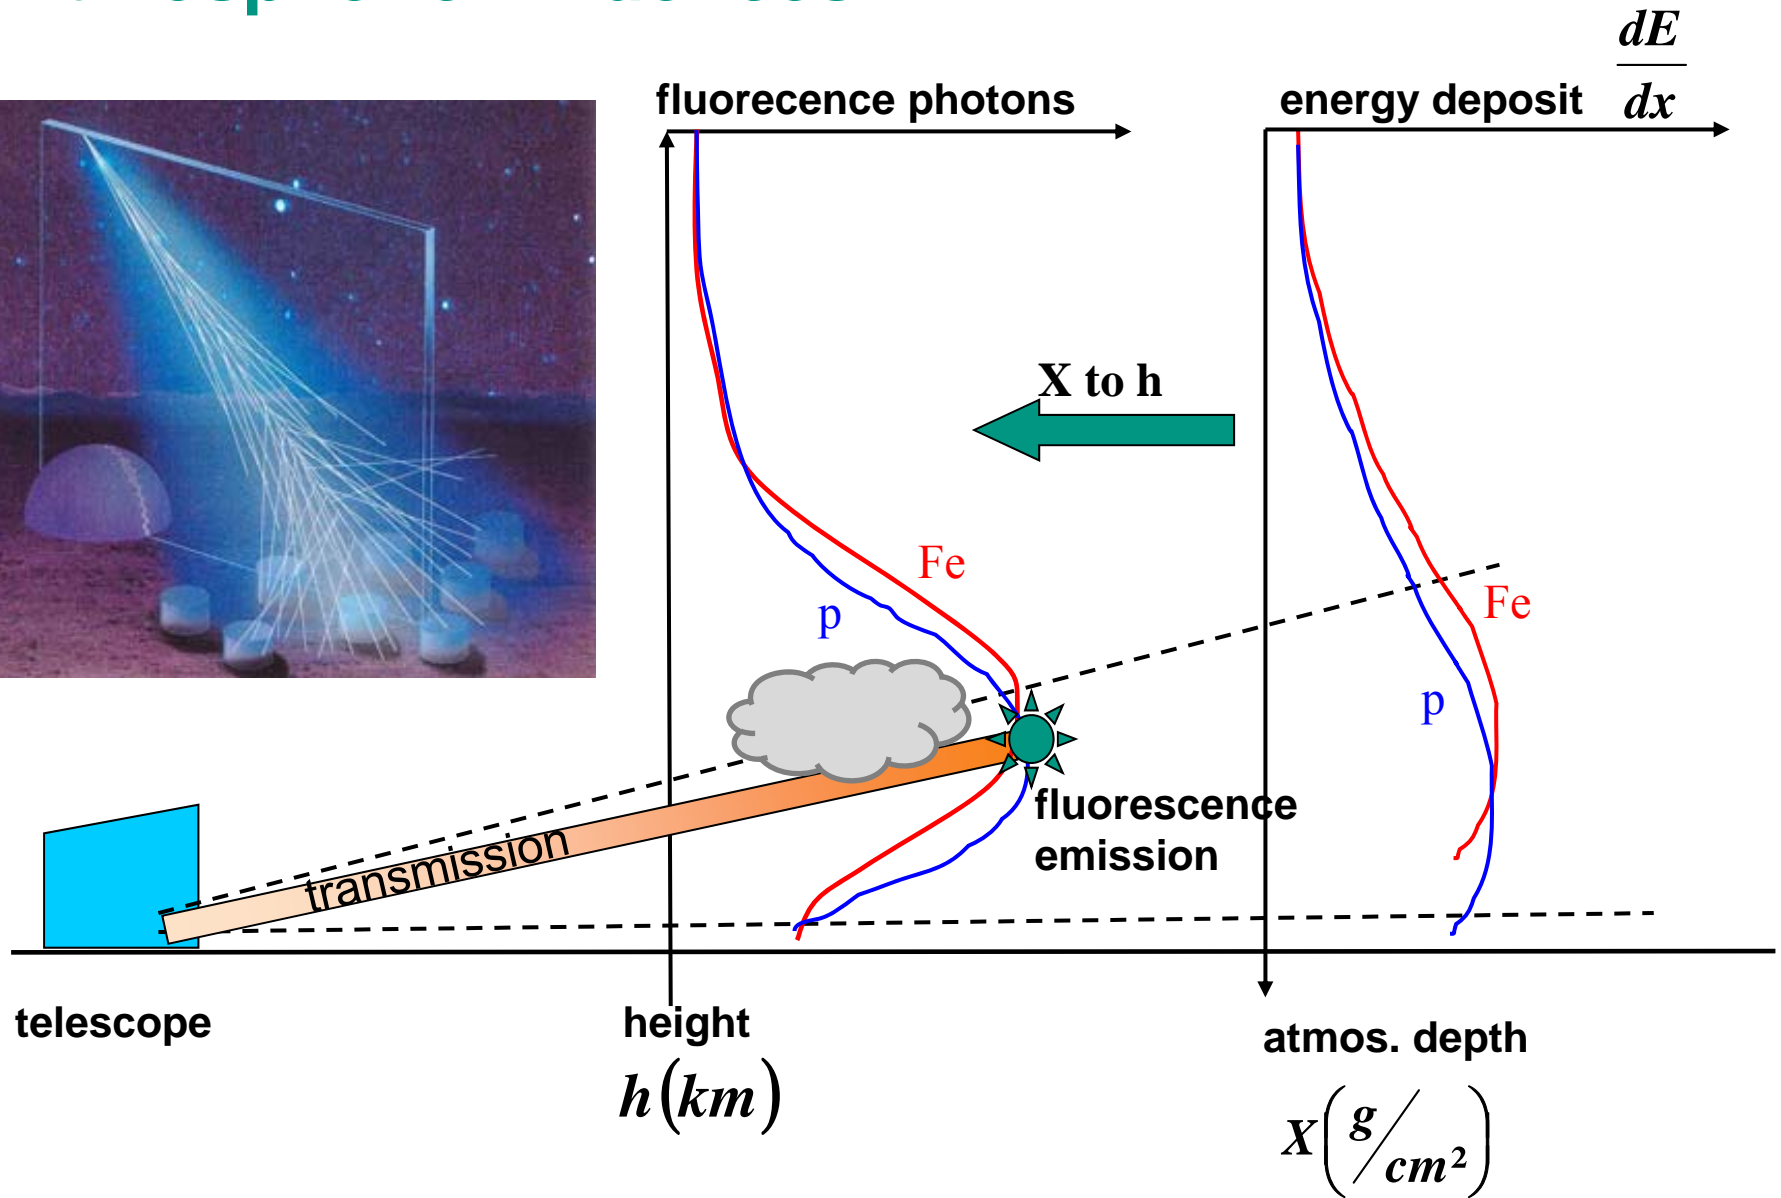 fluorecence photons
energy deposit dE/dx
X to h
Fe
p
Fe
p
fluorescence
emission
transmission
telescope
height
h(km)
atmos. depth
X(g/cm²)